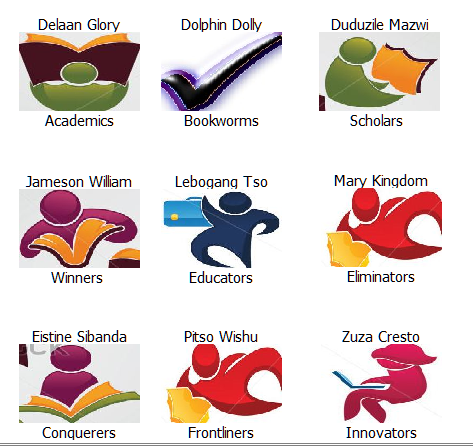 Delaan Glory Dolphin Dolly Duduzile Mazwi
Academics Bookworms Scholars
Jameson Wiliam Lebogang Tso Mary Kingdom
Winners Educators Eliminators
Eistine Sibanda Pitso Wishu Zuza Cresto
Conquerers Frontliners Innovators